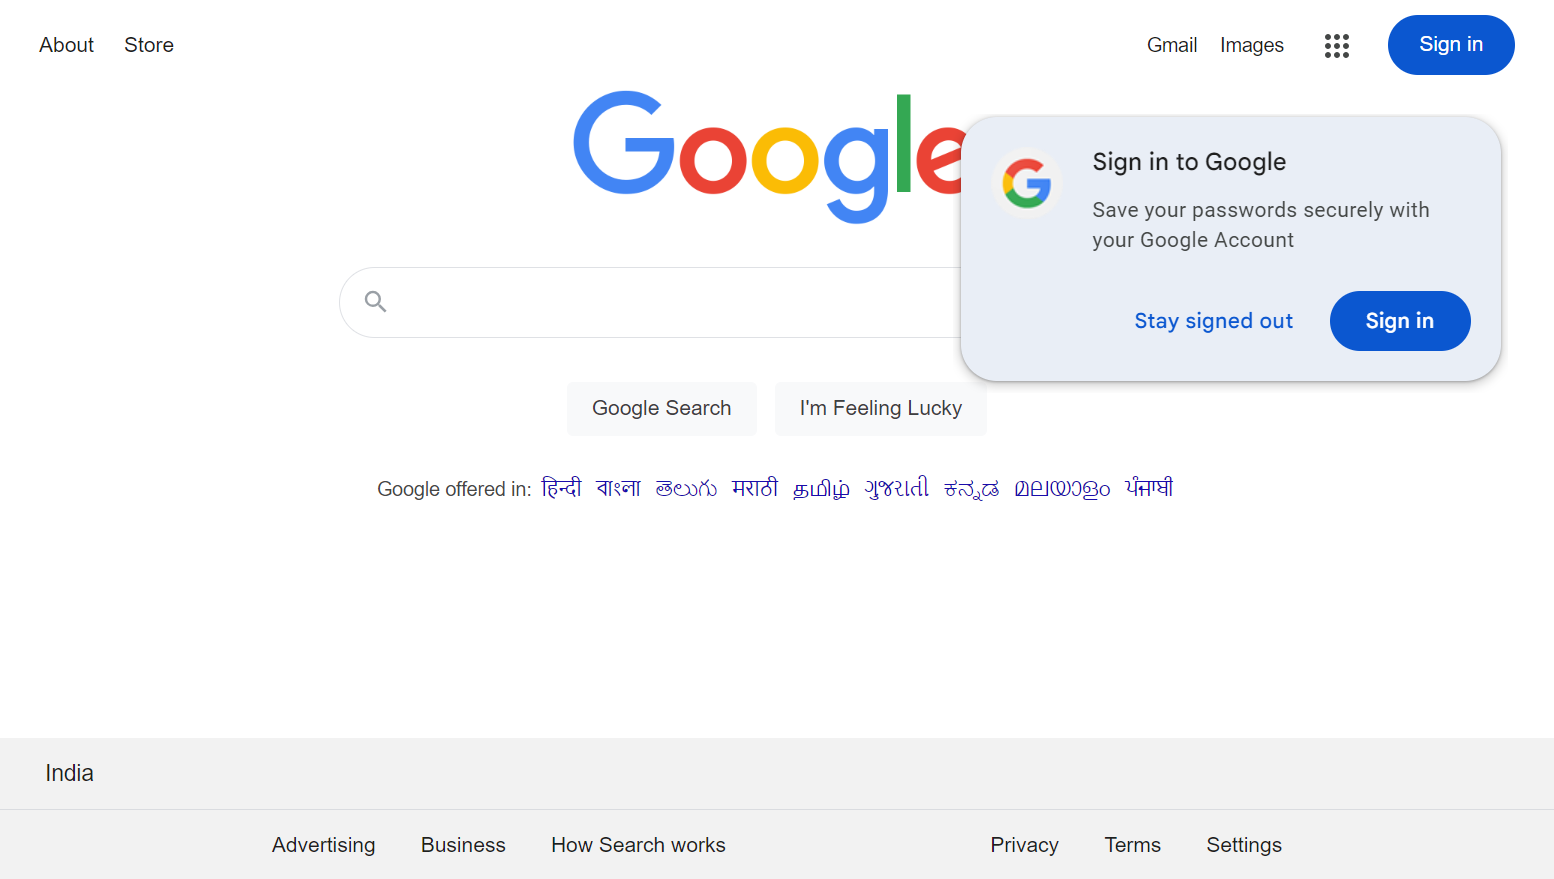 About Store Gmail Images Sign in
Google
Sign in to Google
Save your passwords securely with
your Google Account
Stay signed out Sign in
Google Search I'm Feeling Lucky
Google offered in: हिन्दी বাংলা తెలుగు मराठी தமிழ் ગુજરાતી ಕನ್ನಡ മലയാളം ਪੰਜਾਬੀ
India
Advertising Business How Search works Privacy Terms Settings